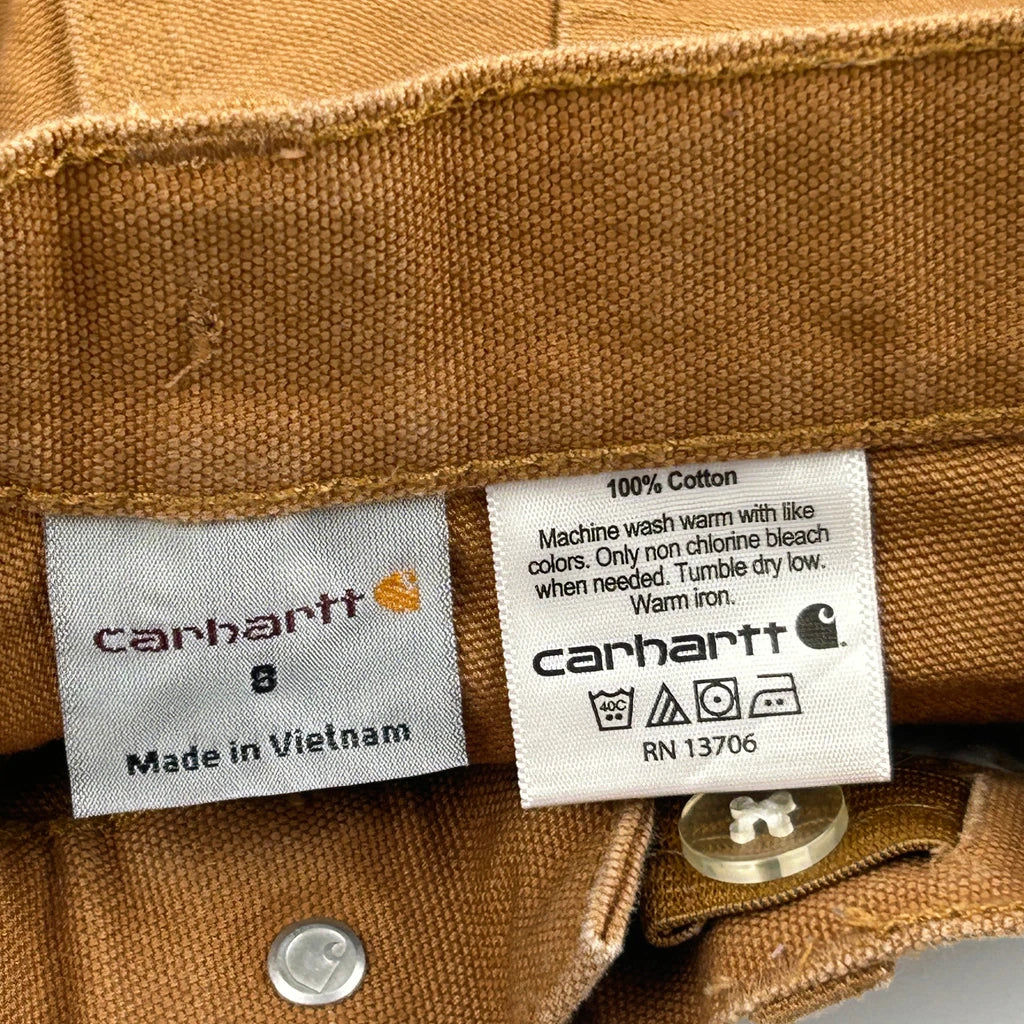 carhartt
8
Made in Vietnam
100% Cotton
Machine wash warm with like
colors. Only non chlorine bleach
when needed. Tumble dry low.
Warm iron.
carhartt
40C
RN 13706